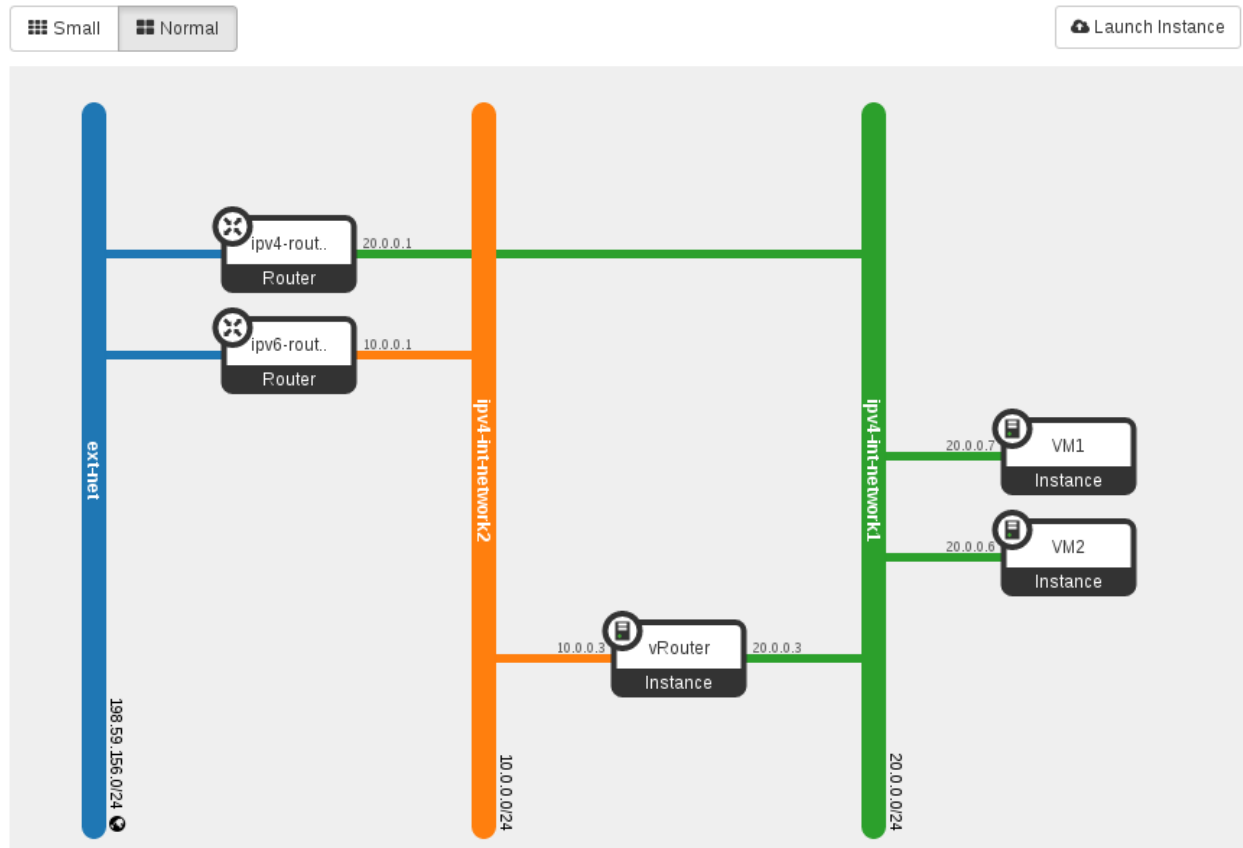 Small
Normal
Launch Instance
ipv4-rout..
Router
20.0.0.1
ipv6-rout..
Router
10.0.0.1
ext-net
ipv4-int-network2
ipv4-int-network1
20.0.0.7
VM1
Instance
20.0.0.6
VM2
Instance
10.0.0.3
vRouter
Instance
20.0.0.3
198.59.156.0/24
10.0.0.0/24
20.0.0.0/24